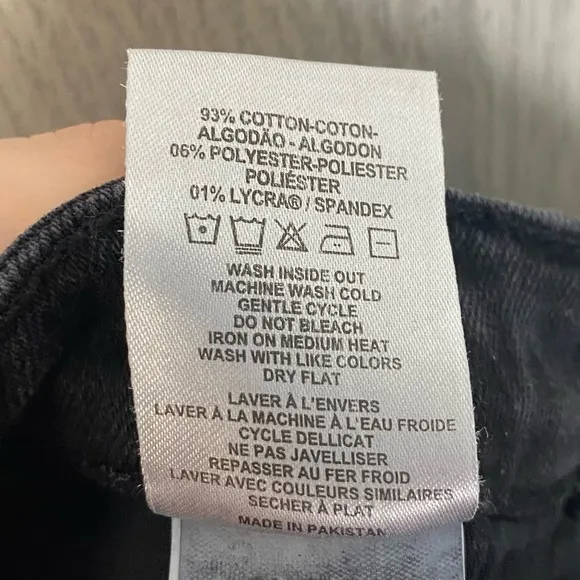 93% COTTON-COTON-
ALGODÃO - ALGODON
06% POLYESTER-POLIESTER
POLIÉSTER
01% LYCRA® / SPANDEX
WASH INSIDE OUT
MACHINE WASH COLD
GENTLE CYCLE
DO NOT BLEACH
IRON ON MEDIUM HEAT
WASH WITH LIKE COLORS
DRY FLAT
LAVER À L'ENVERS
LAVER À LA MACHINE À L'EAU FROIDE
CYCLE DELLICAT
NE PAS JAVELLISER
REPASSER AU FER FROID
LAVER AVEC COULEURS SIMILAIRES
SECHER À PLAT
MADE IN PAKISTAN